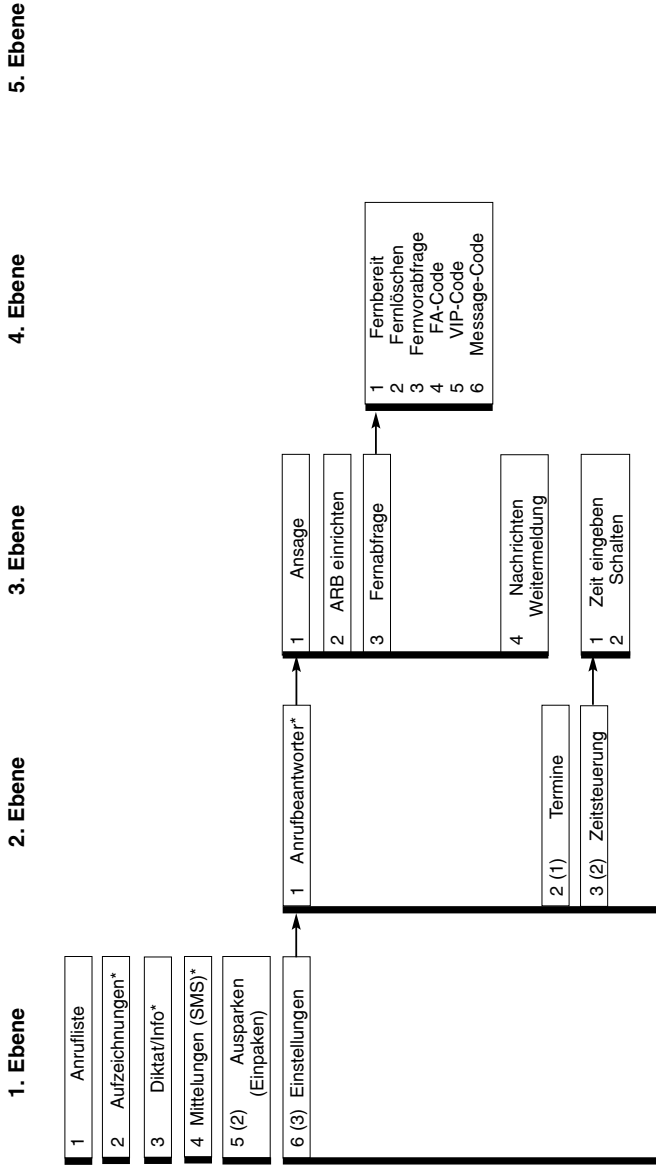 1. Ebene
2. Ebene
3. Ebene
4. Ebene
5. Ebene
1 Anrufliste
2 Aufzeichnungen*
3 Diktat/Info*
4 Mittelungen (SMS)*
5 (2) Ausparken
(Einpaken)
6 (3) Einstellungen
1 Anrufbeantworter*
2 (1) Termine
3 (2) Zeitsteuerung
1 Ansage
2 ARB einrichten
3 Fernabfrage
4 Nachrichten
Weitermeldung
1 Zeit eingeben
2 Schalten
1 Fernbereit
2 Fernlöschen
3 Fernvorabfrage
4 FA-Code
5 VIP-Code
6 Message-Code